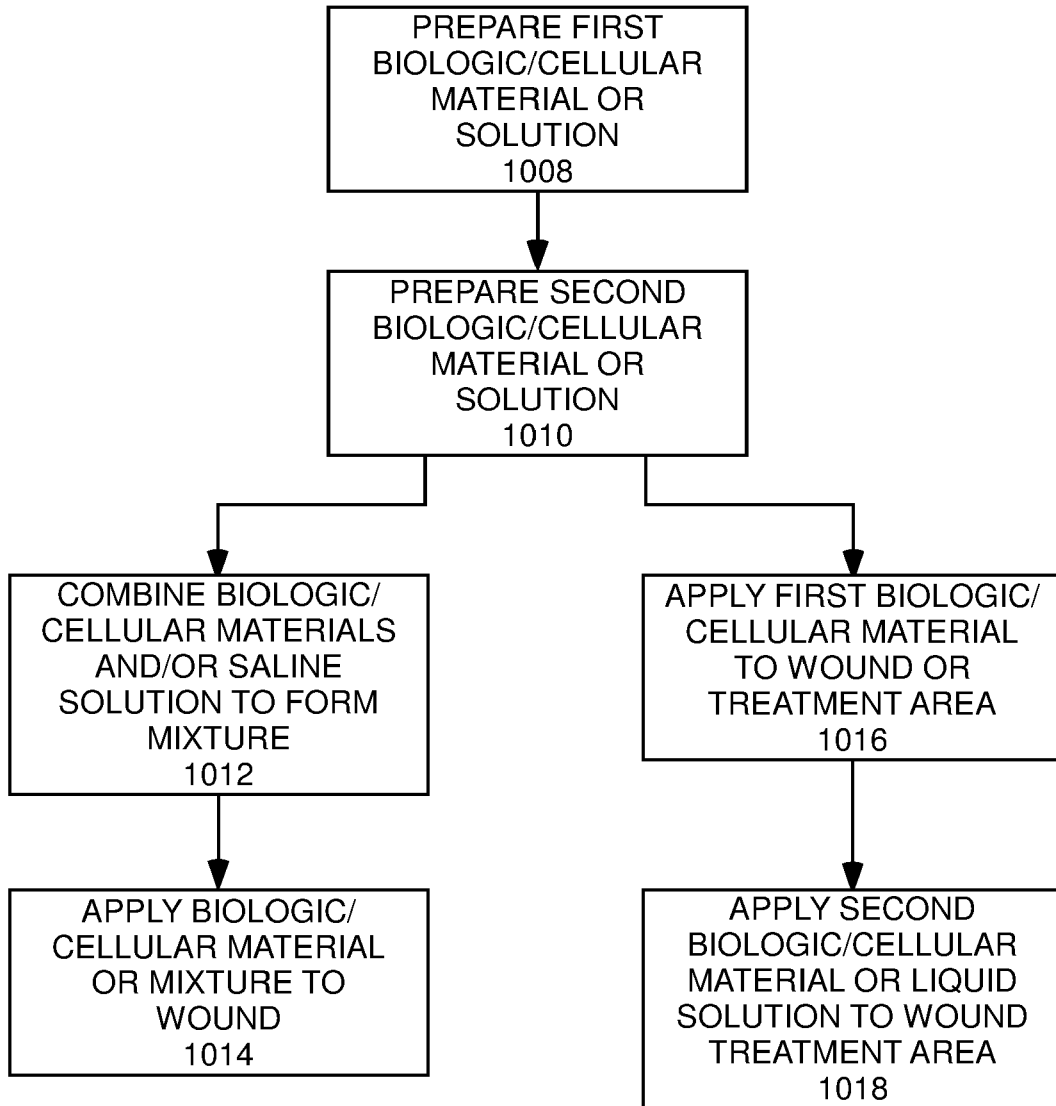 PREPARE FIRST
BIOLOGIC/CELLULAR
MATERIAL OR
SOLUTION
1008
PREPARE SECOND
BIOLOGIC/CELLULAR
MATERIAL OR
SOLUTION
1010
COMBINE BIOLOGIC/
CELLULAR MATERIALS
AND/OR SALINE
SOLUTION TO FORM
MIXTURE
1012
APPLY BIOLOGIC/
CELLULAR MATERIAL
OR MIXTURE TO
WOUND
1014
APPLY FIRST BIOLOGIC/
CELLULAR MATERIAL
TO WOUND OR
TREATMENT AREA
1016
APPLY SECOND
BIOLOGIC/CELLULAR
MATERIAL OR LIQUID
SOLUTION TO WOUND
TREATMENT AREA
1018